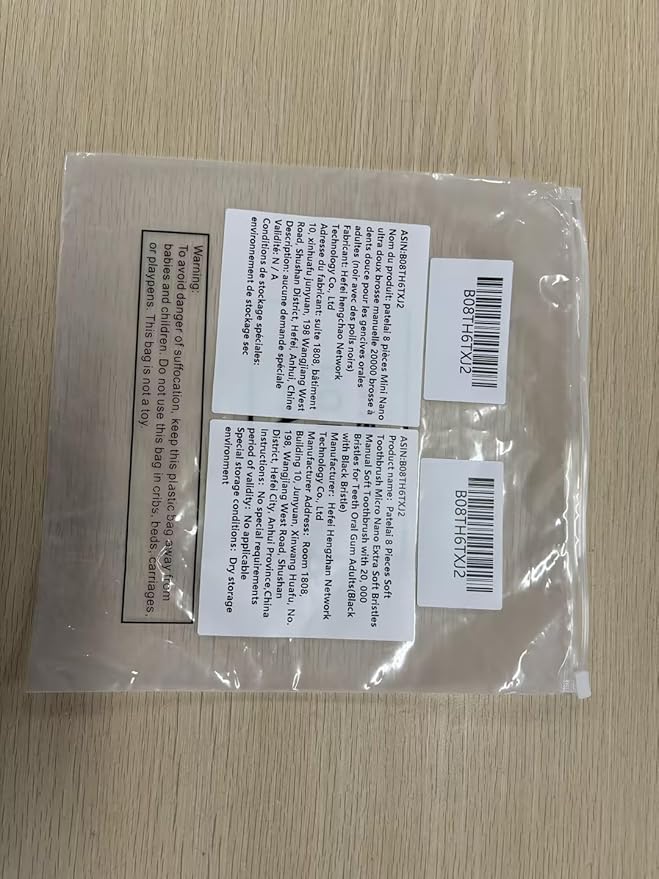 B08TH6TXJ2
B08TH6TXJ2
ASIN:B08TH6TXJ2
Nom du produit: patelai 8 pièces Mini Nano
ultra doux brosse manuelle 20000 brosse à
dents douce pour les gencives orales
adultes (noir avec des poils noirs)
Fabricant: Hefei hengchao Network
Technology Co., Ltd
Adresse du fabricant: suite 1808, bâtiment
10, xinhuafu junyuan, 198 Wangjiang West
Road, Shushan District, Hefei, Anhui, Chine
Description: aucune demande spéciale
Validité: N / A
Conditions de stockage spéciales:
environnement de stockage sec
ASIN:B08TH6TXJ2
Product name: Patelai 8 Pieces Soft
Toothbrush Micro Nano Extra Soft Bristles
Manual Soft Toothbrush with 20, 000
Bristles for Teeth Oral Gum Adults(Black
with Black Bristle)
Manufacturer: Hefei Hengzhan Network
Technology Co., Ltd
Manufacturer Address: Room 1808,
Building 10, Junyuan, Xinwang Huafu, No.
198, Wangjiang West Road, Shushan
District, Hefei City, Anhui Province,China
Instructions: No special requirements
period of validity: No applicable
Special storage conditions: Dry storage
environment
Warning:
To avoid danger of suffocation, keep this plastic bag away from
babies and children. Do not use this bag in cribs, beds, carriages,
or playpens. This bag is not a toy.